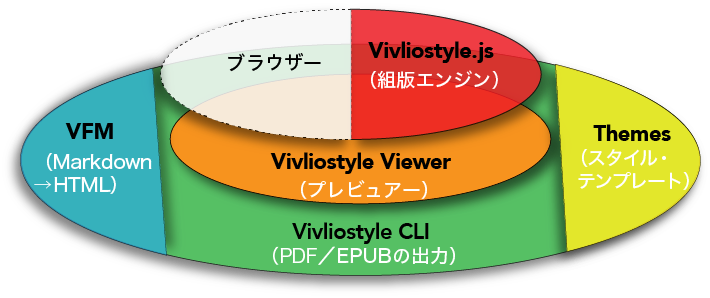 ブラウザー
Vivliostyle.js
（組版エンジン）
VFM
（Markdown
→HTML）
Vivliostyle Viewer
（プレビュアー）
Themes
（スタイル・
テンプレート）
Vivliostyle CLI
（PDF／EPUBの出力）